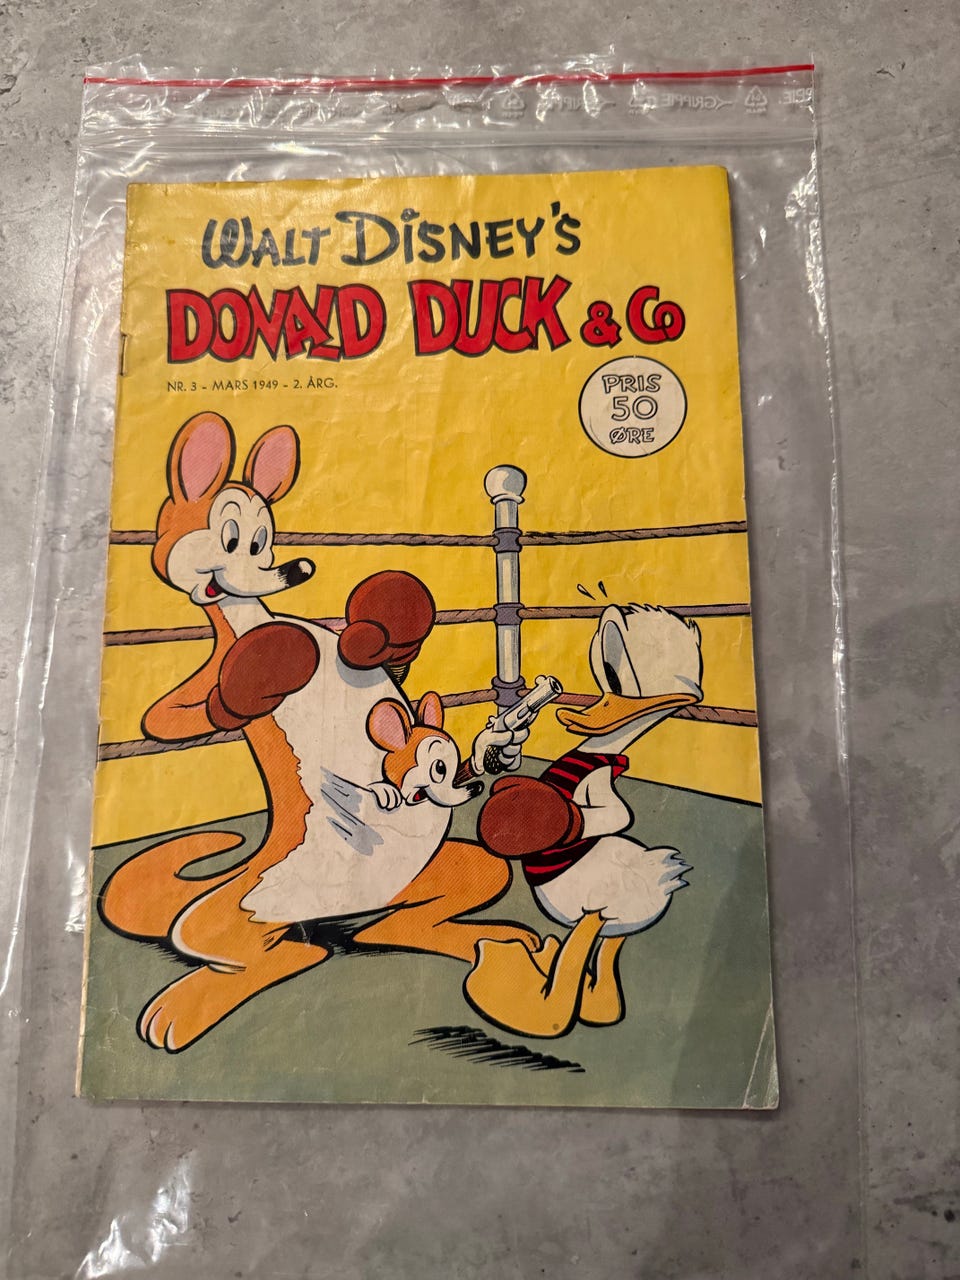 WALT DISNEY'S
DONALD DUCK & CO
NR. 3 - MARS 1949 - 2. ÅRG.
PRIS
50
ØRE